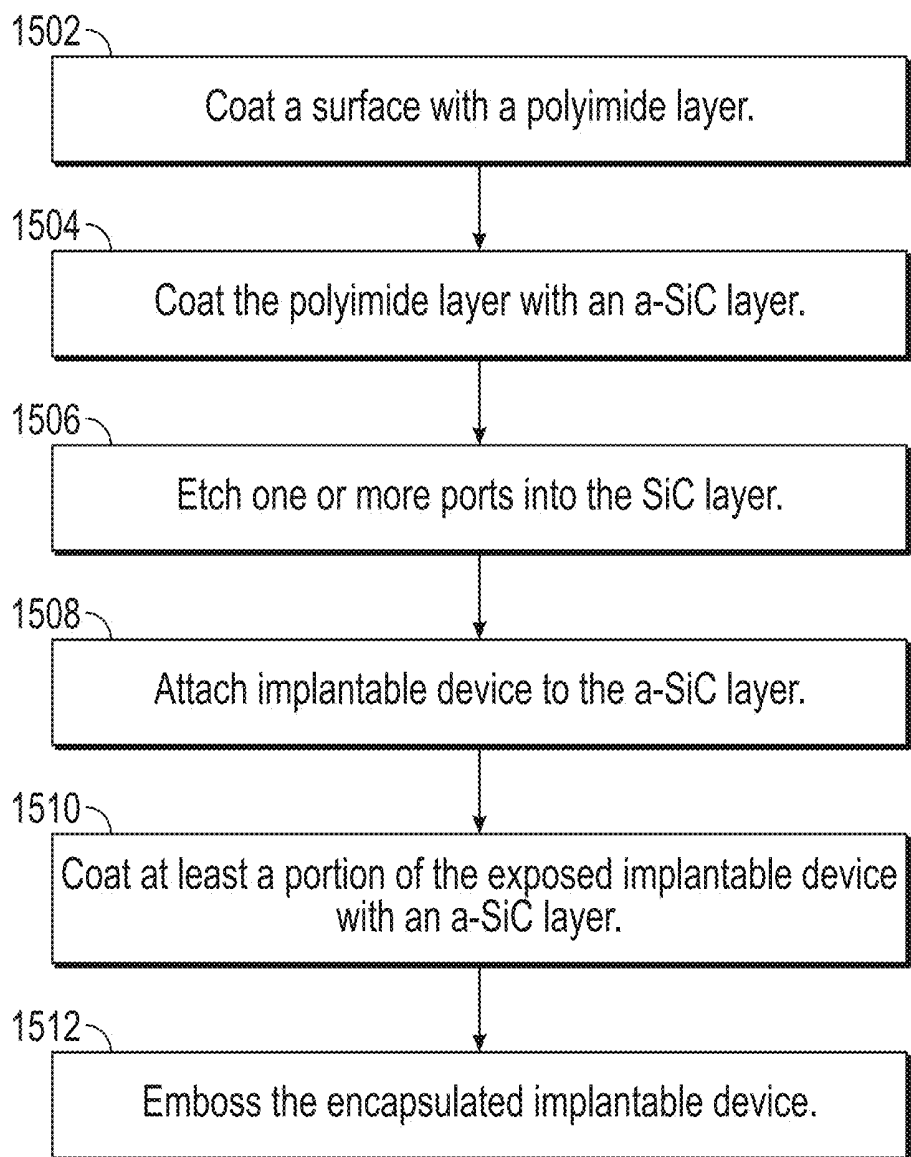 1502
Coat a surface with a polyimide layer.
1504
Coat the polyimide layer with an a-SiC layer.
1506
Etch one or more ports into the SiC layer.
1508
Attach implantable device to the a-SiC layer.
1510
Coat at least a portion of the exposed implantable device
with an a-SiC layer.
1512
Emboss the encapsulated implantable device.